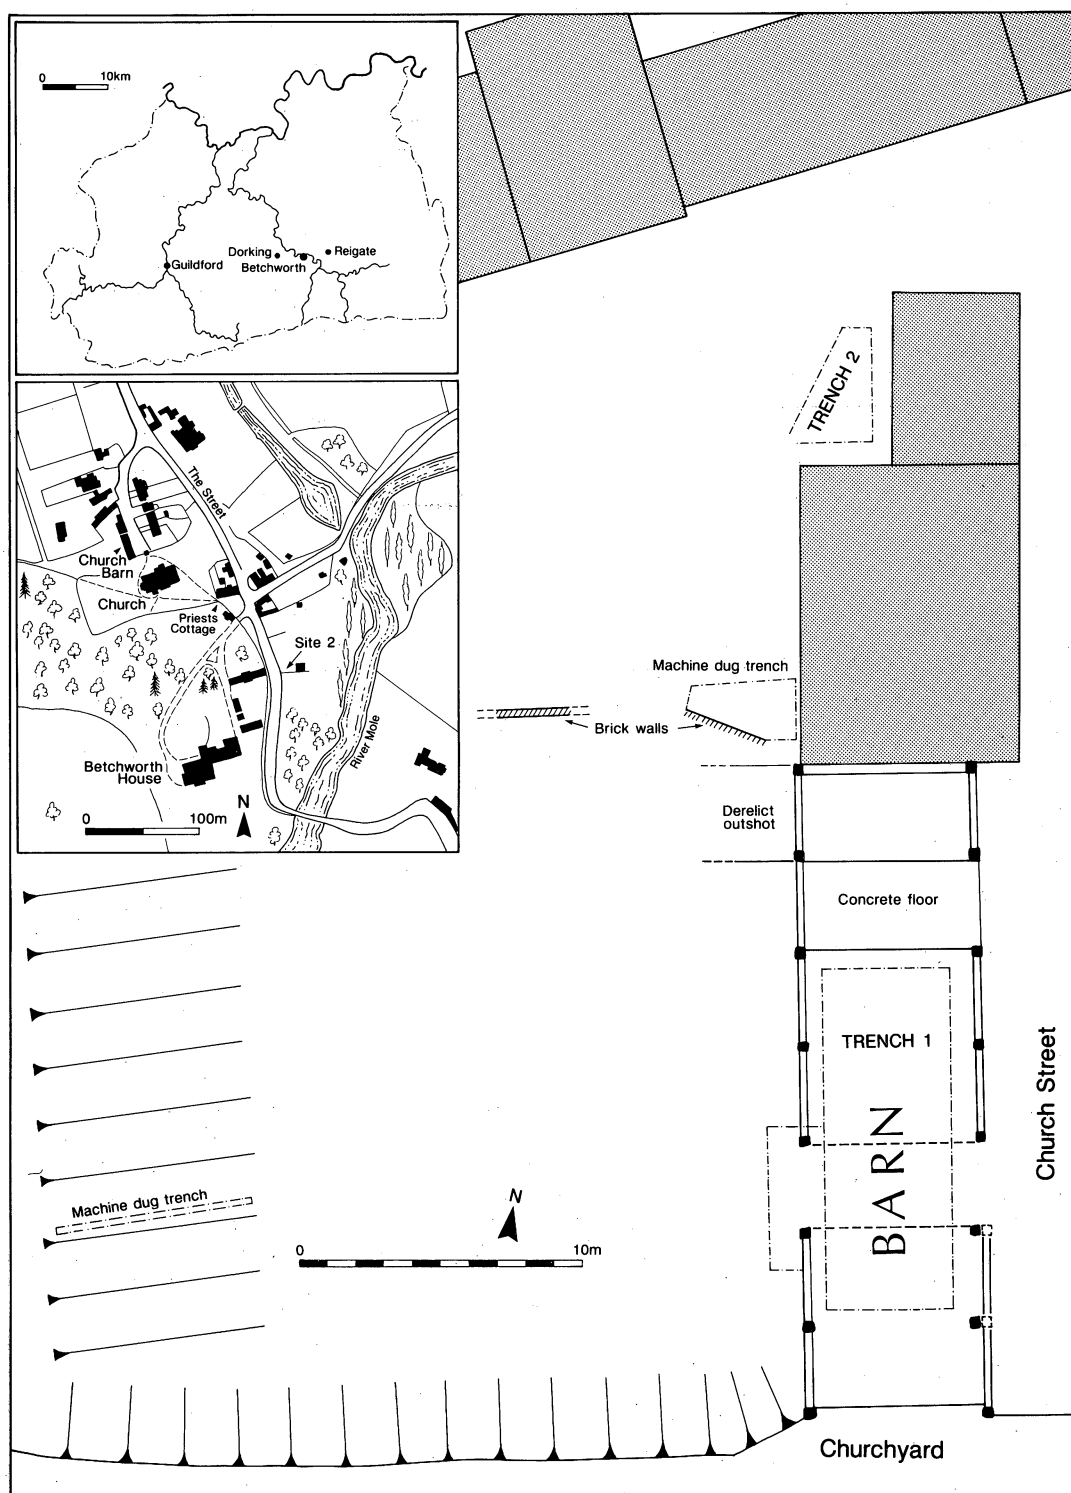 0 10km
Dorking
Reigate
Betchworth
Guildford
The Street
Church
Barn
Church
Priests
Cottage
Site 2
River Mole
Betchworth
House
N
0 100m
TRENCH 2
Machine dug trench
Brick walls
Derelict
outshot
Concrete floor
TRENCH 1
BARN
Church Street
Machine dug trench
N
0 10m
Churchyard